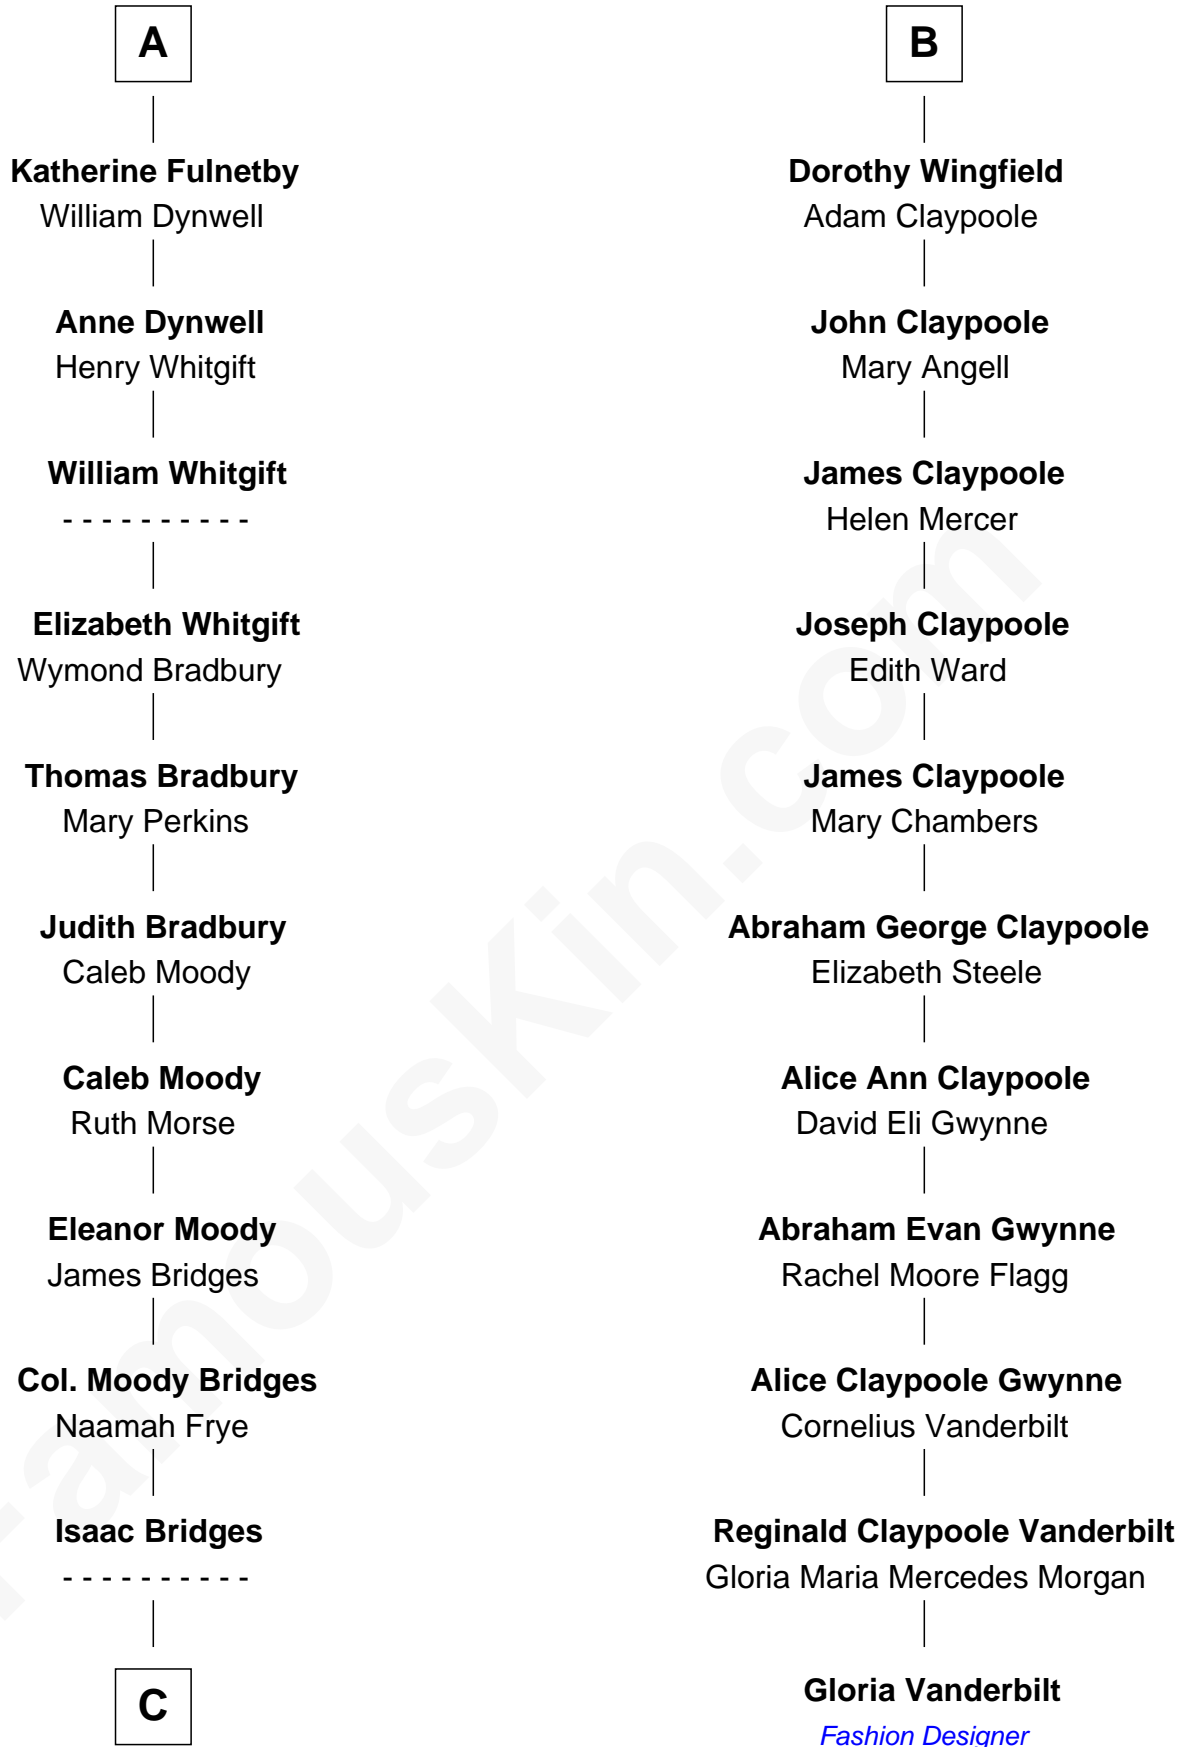 A
Katherine Fulnetby
William Dynwell
Anne Dynwell
Henry Whitgift
William Whitgift
- - - - - - - - - -
Elizabeth Whitgift
Wymond Bradbury
Thomas Bradbury
Mary Perkins
Judith Bradbury
Caleb Moody
Caleb Moody
Ruth Morse
Eleanor Moody
James Bridges
Col. Moody Bridges
Naamah Frye
Isaac Bridges
- - - - - - - - - -
C
B
Dorothy Wingfield
Adam Claypoole
John Claypoole
Mary Angell
James Claypoole
Helen Mercer
Joseph Claypoole
Edith Ward
James Claypoole
Mary Chambers
Abraham George Claypoole
Elizabeth Steele
Alice Ann Claypoole
David Eli Gwynne
Abraham Evan Gwynne
Rachel Moore Flagg
Alice Claypoole Gwynne
Cornelius Vanderbilt
Reginald Claypoole Vanderbilt
Gloria Maria Mercedes Morgan
Gloria Vanderbilt
Fashion Designer
FamousKin.com